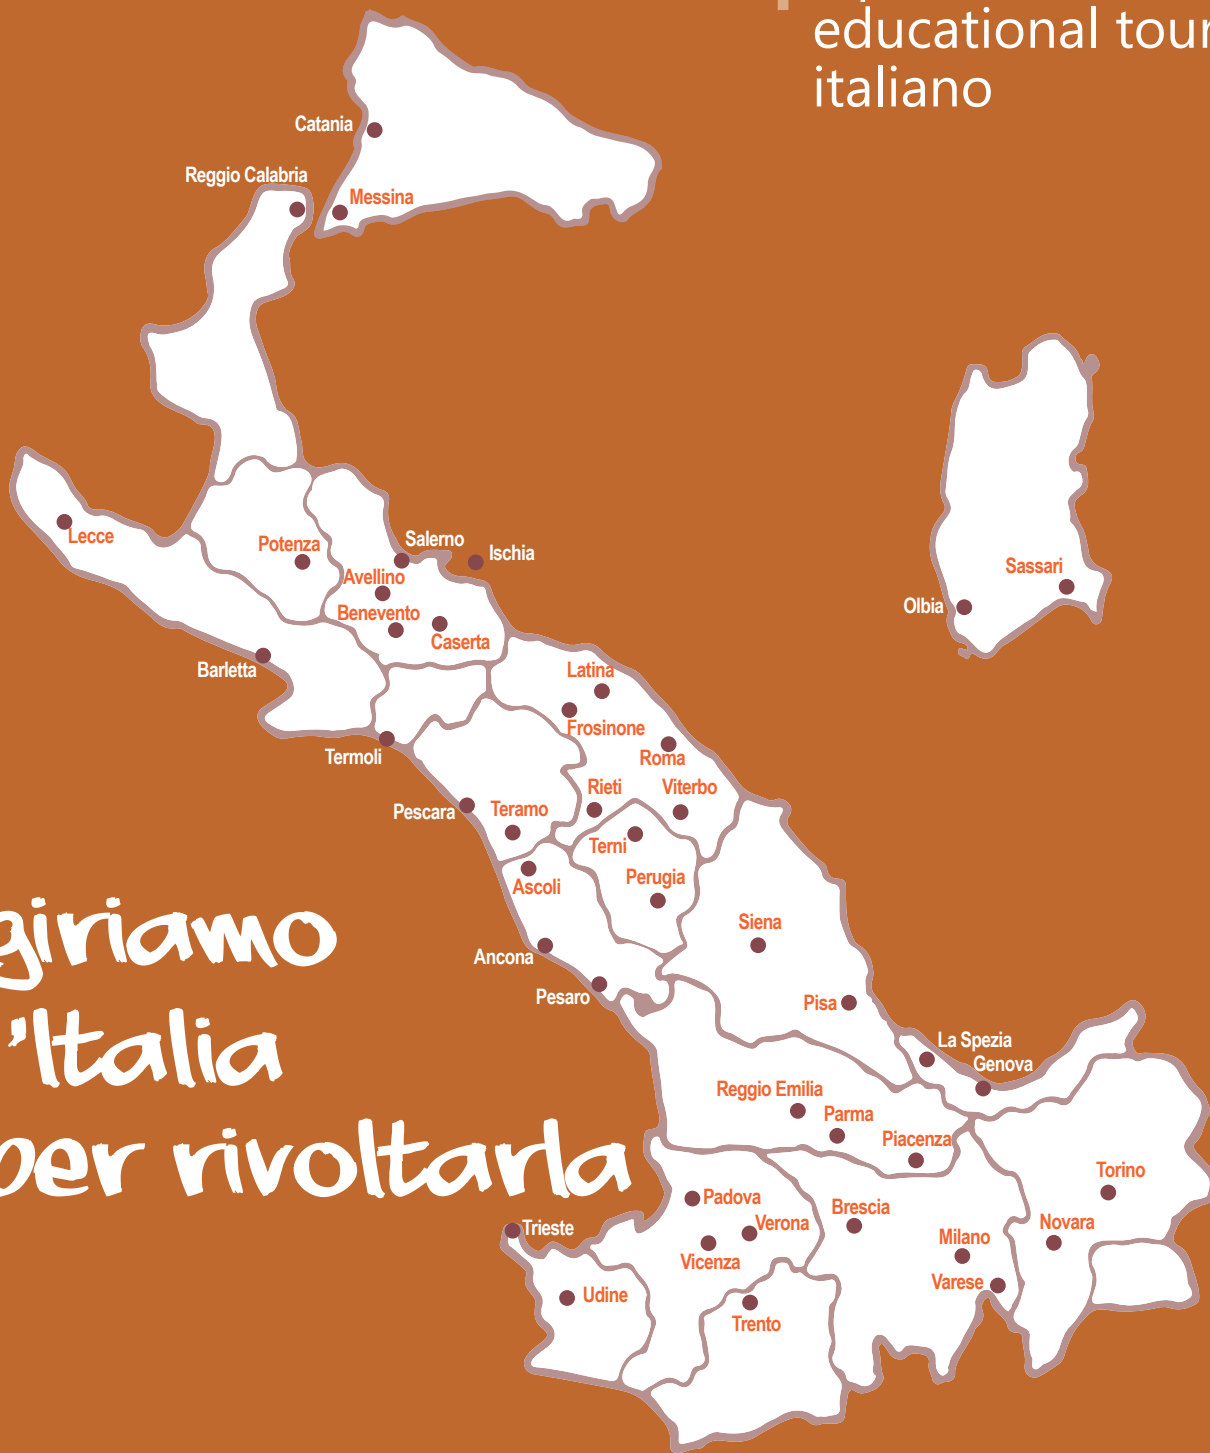 educational tour
italiano
Catania
Reggio Calabria
Messina
Lecce
Potenza
Salerno
Ischia
Avellino
Benevento
Caserta
Sassari
Olbia
Barletta
Latina
Frosinone
Termoli
Roma
Rieti
Viterbo
Pescara
Teramo
Terni
Ascoli
Perugia
Siena
Ancona
Pesaro
Pisa
giriamo
l'Italia
per rivoltarla
La Spezia
Genova
Reggio Emilia
Parma
Piacenza
Torino
Padova
Brescia
Verona
Novara
Trieste
Milano
Vicenza
Varese
Udine
Trento